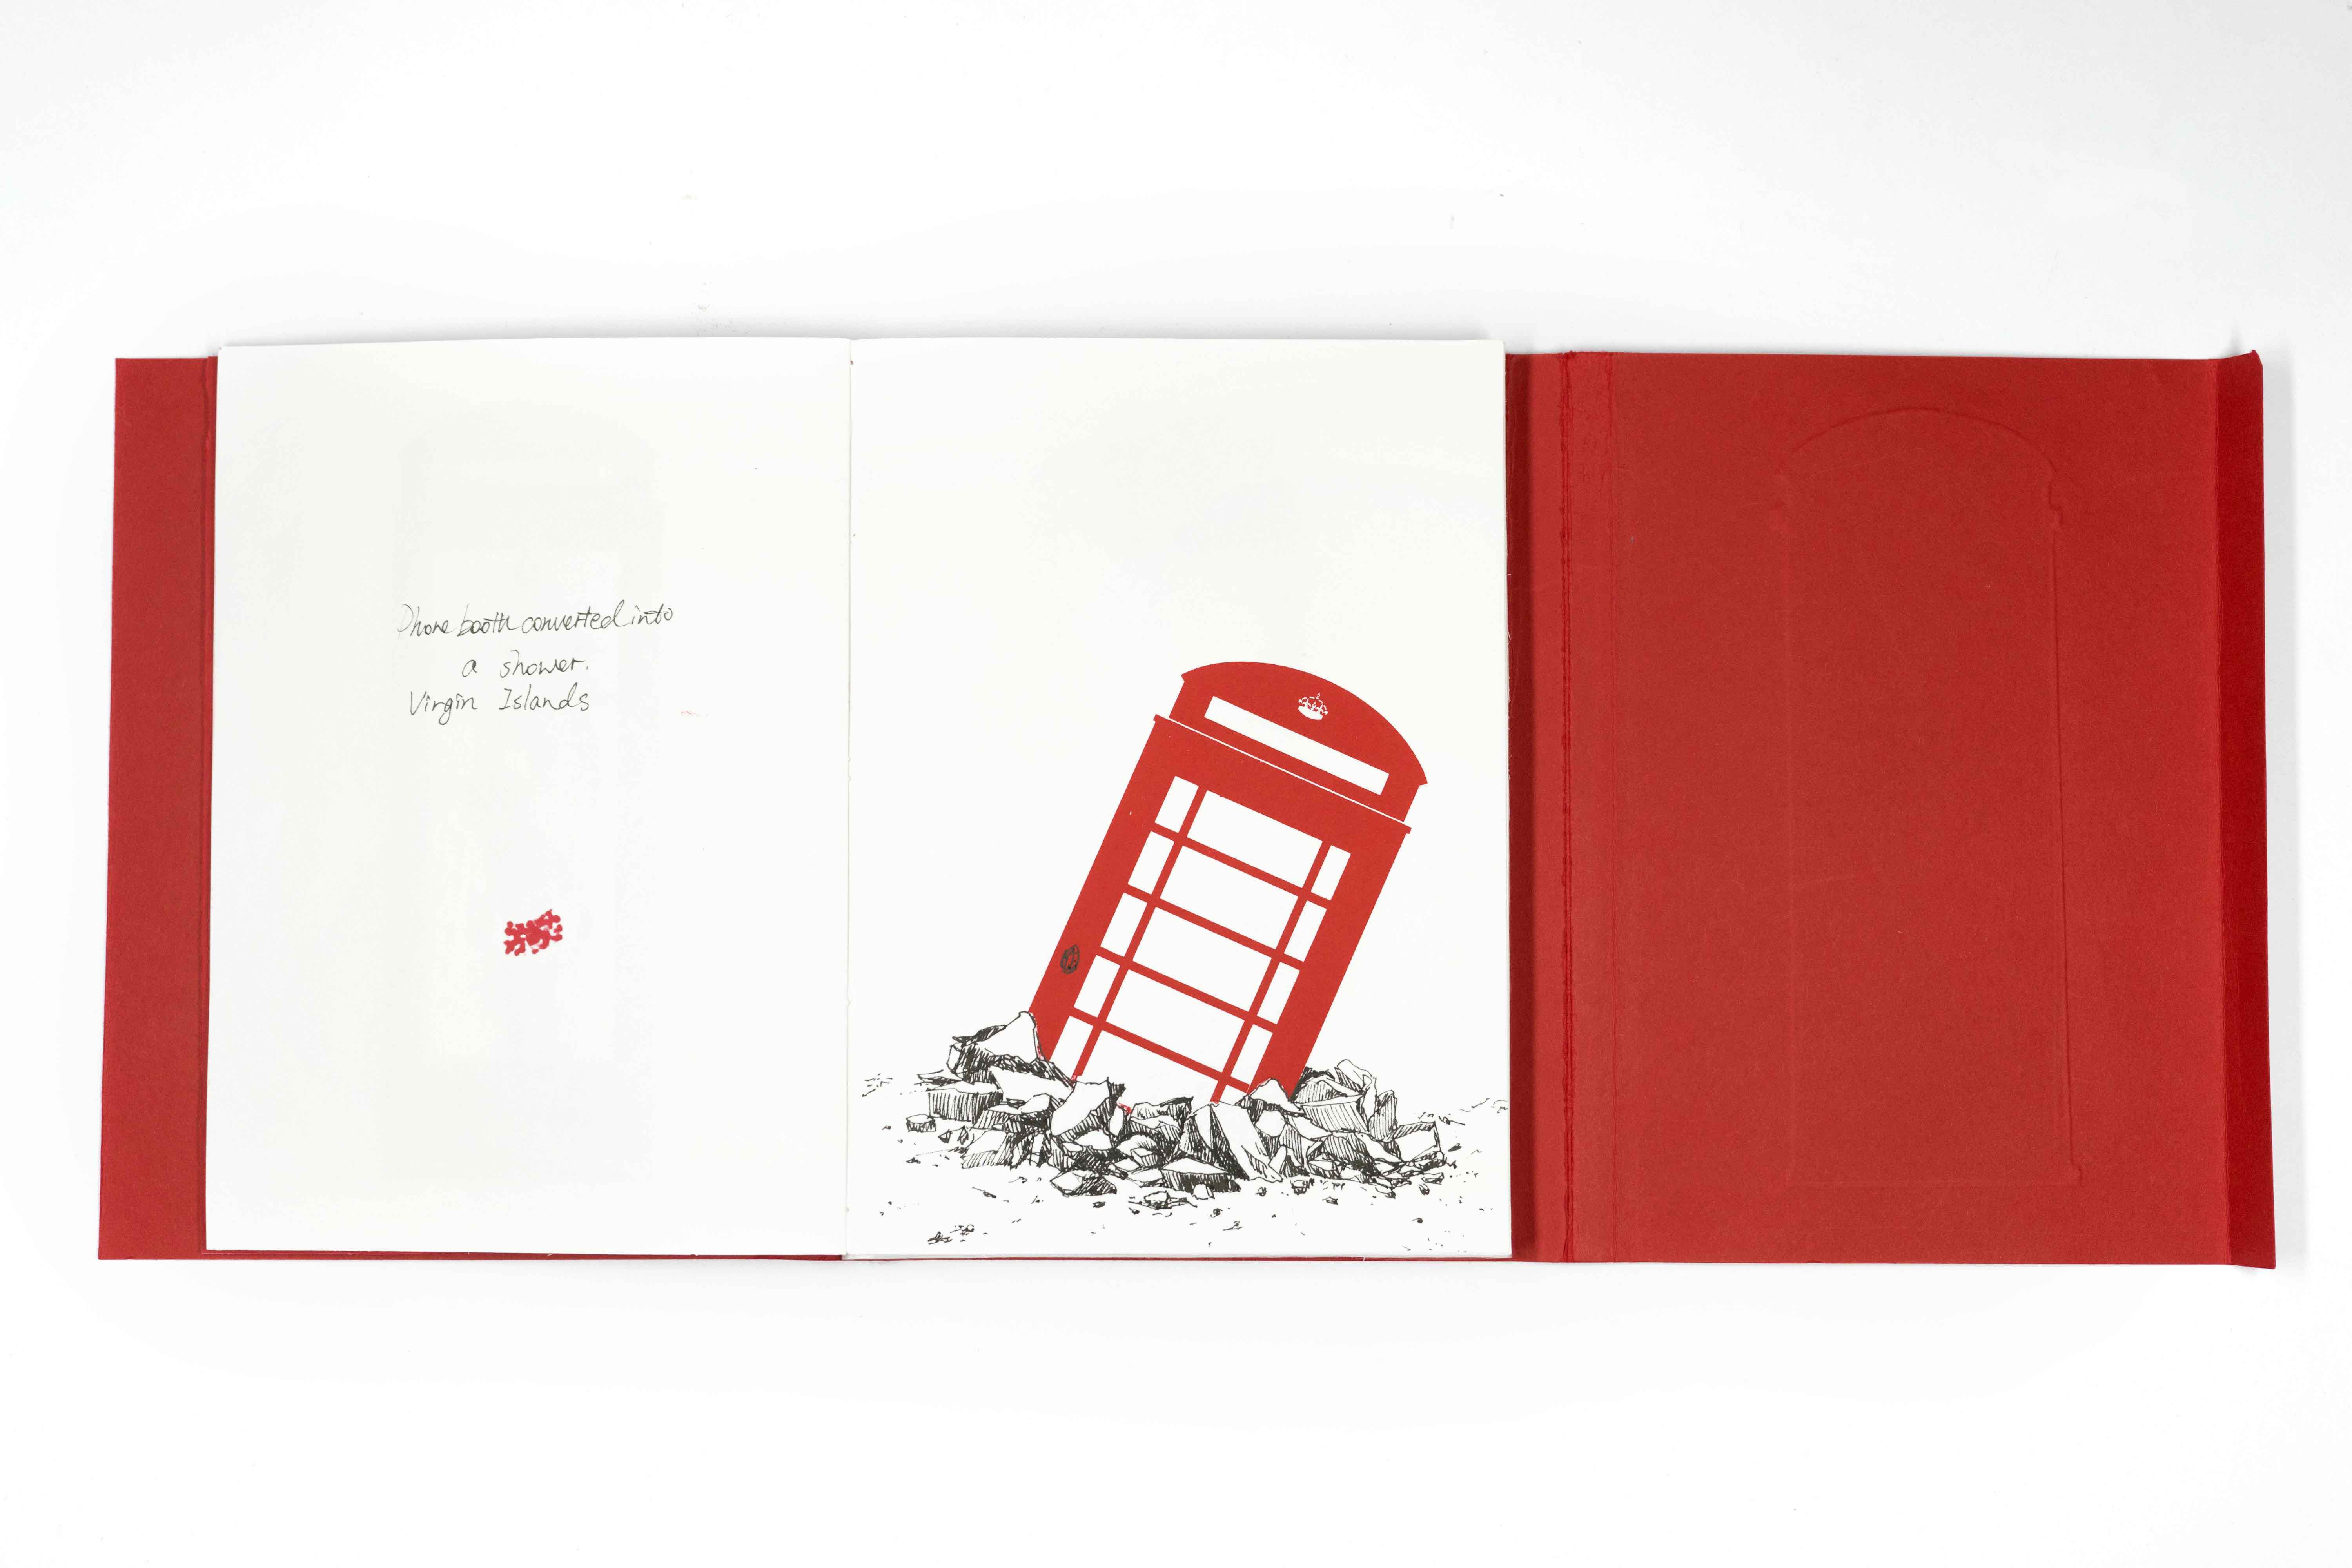 Phone booth converted into
a shower.
Virgin Islands